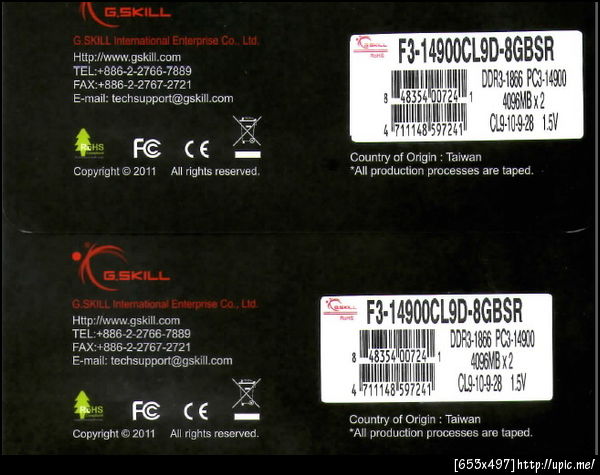 G.SKILL
G.SKILL International Enterprise Co., Ltd.
Http://www.gskill.com
TEL:+886-2-2766-7889
FAX:+886-2-2767-2721
E-mail: techsupport@gskill.com
RoHS
FC CE
Copyright © 2011 All rights reserved.
G.SKILL
RoHS
F3-14900CL9D-8GBSR
DDR3-1866 PC3-14900
4096MB x 2
CL9-10-9-28 1.5V
8 48354 00724 1
4 711148 597241
Country of Origin : Taiwan
*All production processes are taped.
G.SKILL
G.SKILL International Enterprise Co., Ltd.
Http://www.gskill.com
TEL:+886-2-2766-7889
FAX:+886-2-2767-2721
E-mail: techsupport@gskill.com
RoHS
FC CE
Copyright © 2011 All rights reserved.
G.SKILL
RoHS
F3-14900CL9D-8GBSR
DDR3-1866 PC3-14900
4096MB x 2
CL9-10-9-28 1.5V
8 48354 00724 1
4 711148 597241
Country of Origin : Taiwan
*All production processes are taped.
[653x497]http://upic.me/